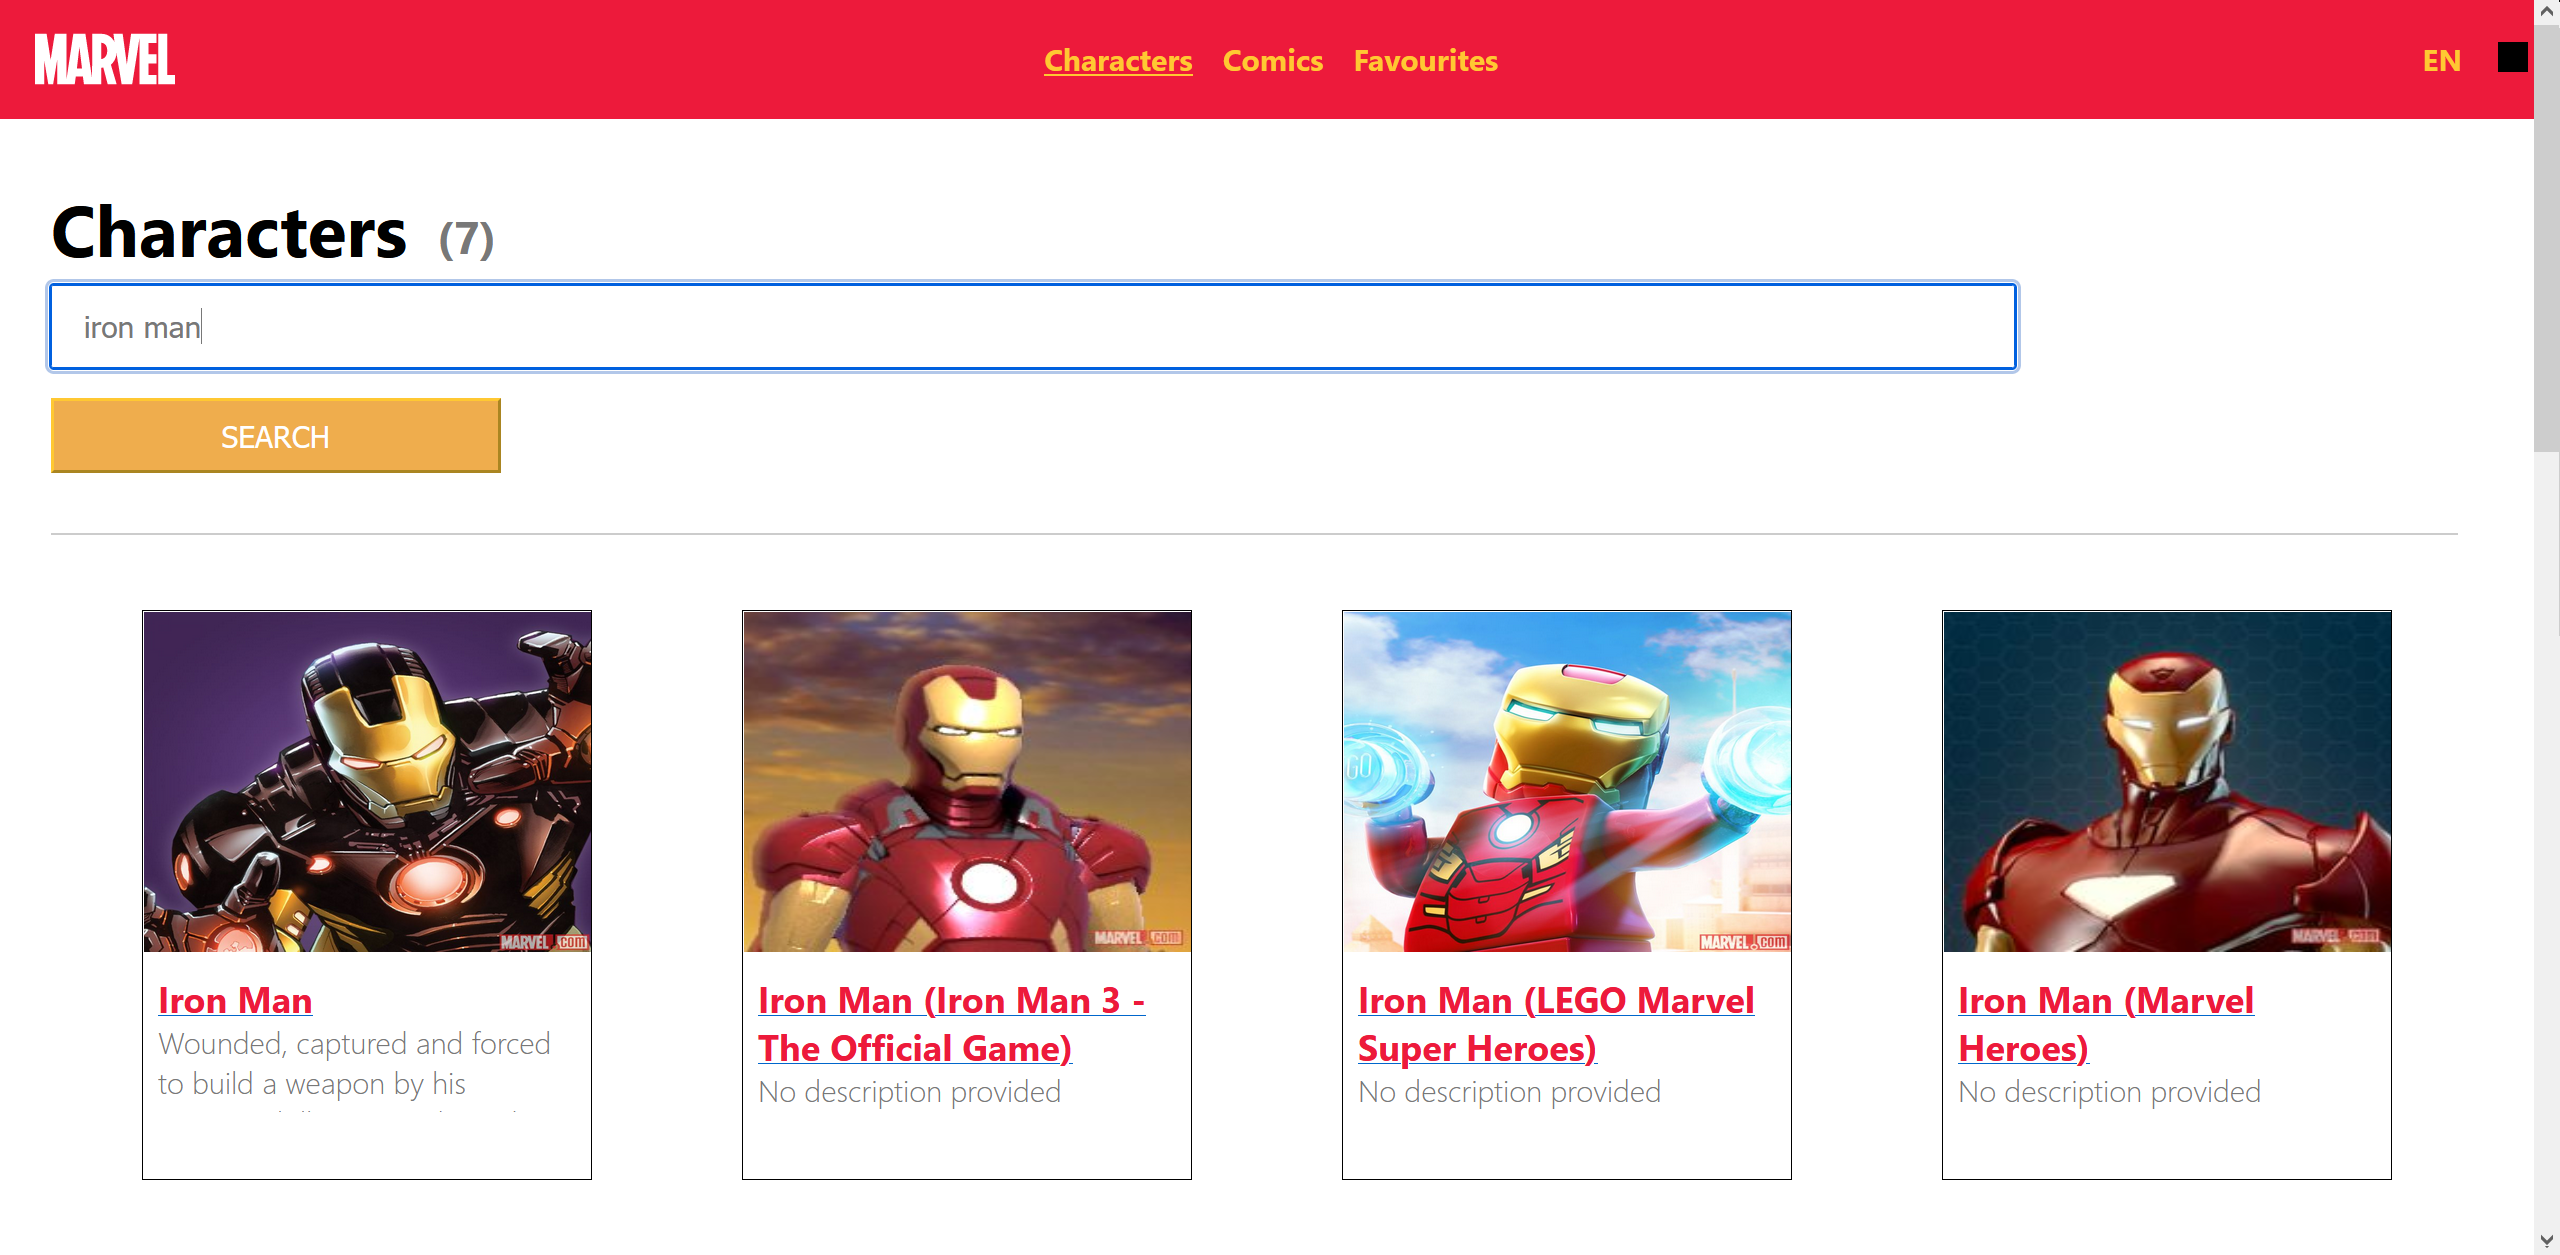 MARVEL
Characters Comics Favourites
EN
Characters (7)
iron man
SEARCH
MARVEL.com
MARVEL.com
MARVEL.com
MARVEL.com
Iron Man
Wounded, captured and forced
to build a weapon by his
Iron Man (Iron Man 3 -
The Official Game)
No description provided
Iron Man (LEGO Marvel
Super Heroes)
No description provided
Iron Man (Marvel
Heroes)
No description provided